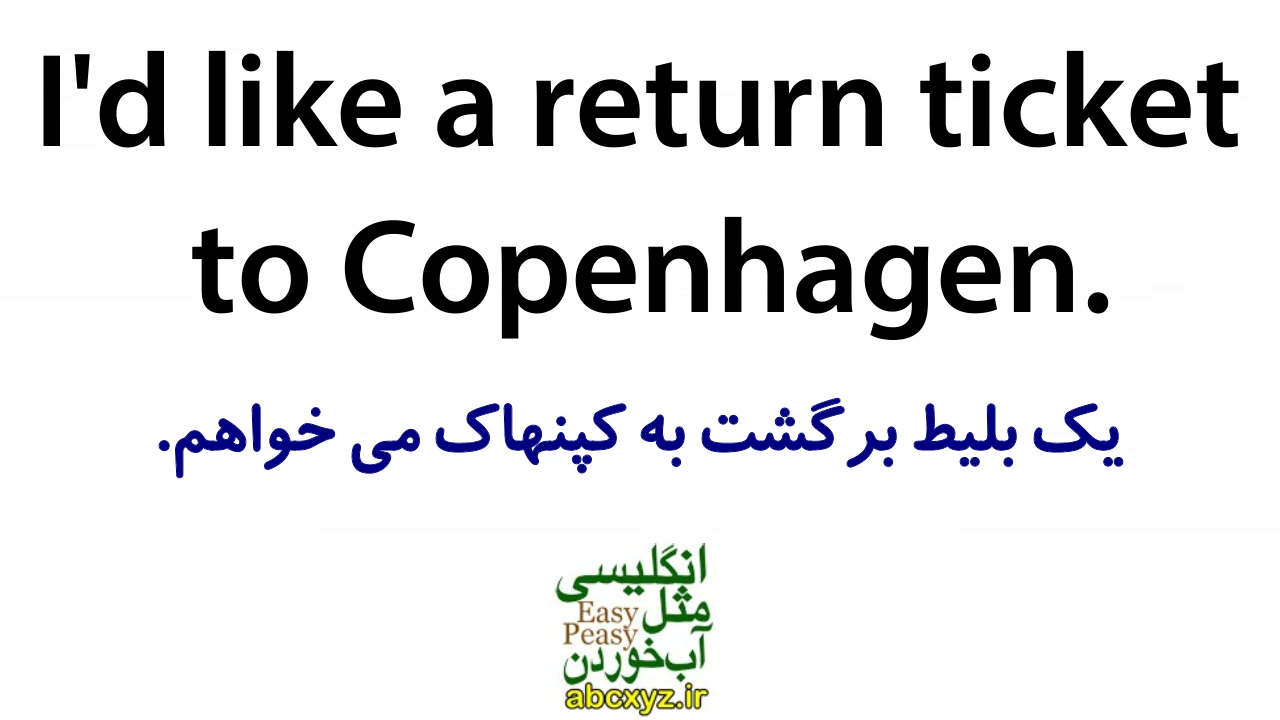 I'd like a return ticket
to Copenhagen.
یک بلیط برگشت به کپنهاک می خواهم.
انگلیسی
مثل
Easy
Peasy
آب‌خوردن
abcxyz.ir